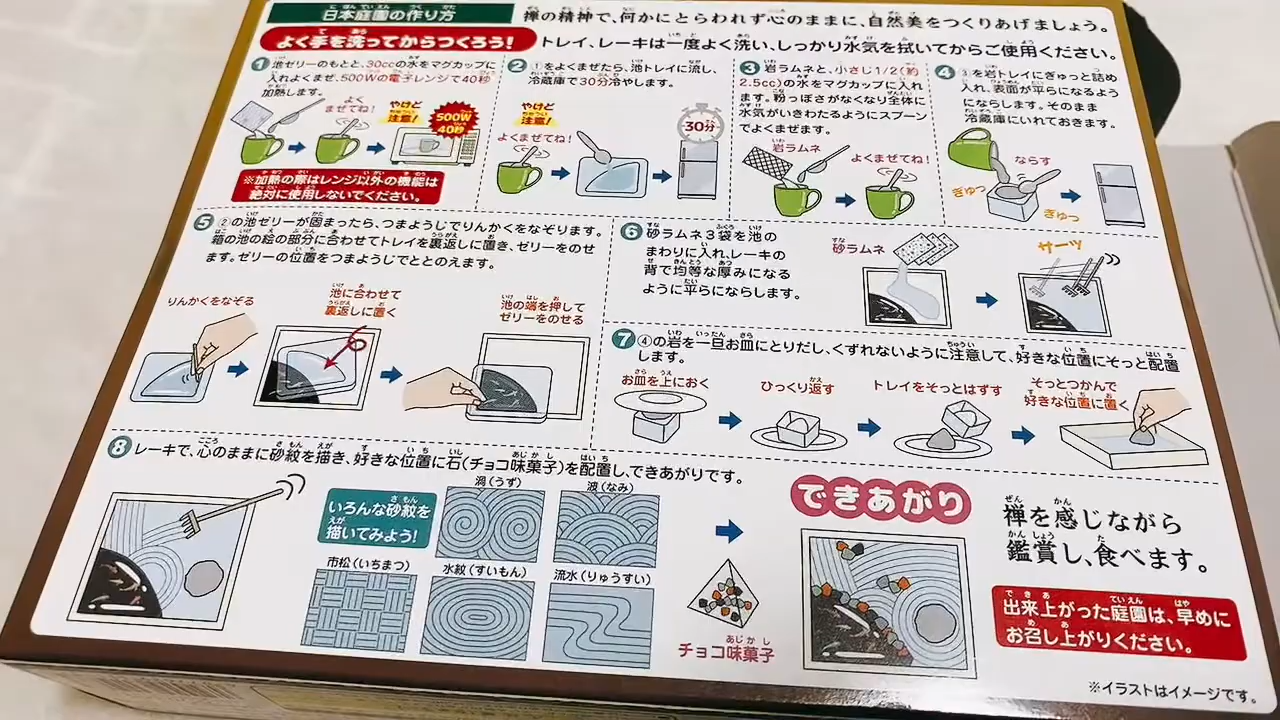 日本庭園の作り方
禅の精神で、何かにとらわれず心のままに、自然美をつくりあげましょう。
よく手を洗ってからつくろう!
トレイ、レーキは一度よく洗い、しっかり水気を拭いてからご使用ください。
1 池ゼリーのもとと、30ccの水をマグカップに
入れよくまぜ、500Wの電子レンジで40秒
加熱します。
よく
まぜてね!
やけど
注意!
500W
40秒
※加熱の際はレンジ以外の機能は
絶対に使用しないでください。
2 ①をよくまぜたら、池トレイに流し、
冷蔵庫で30分冷やします。
やけど
注意!
よくまぜてね!
30分
3 岩ラムネと、小さじ1/2(約
2.5cc)の水をマグカップに入れ
ます。粉っぽさがなくなり全体に
水気がいきわたるようにスプーン
でよくまぜます。
岩ラムネ
よくまぜてね!
4 ③を岩トレイにぎゅっと詰め
入れ、表面が平らになるよう
にならします。そのまま
冷蔵庫にいれておきます。
ならす
ぎゅっ
ぎゅっ
5 ②の池ゼリーが固まったら、つまようじでりんかくをなぞります。
箱の池の絵の部分に合わせてトレイを裏返しに置き、ゼリーをのせ
ます。ゼリーの位置をつまようじでととのえます。
りんかくをなぞる
池に合わせて
裏返しに置く
池の端を押して
ゼリーをのせる
6 砂ラムネ3袋を池の
まわりに入れ、レーキの
背で均等な厚みになる
ように平らにならします。
砂ラムネ
サーッ
7 ④の岩を一旦お皿にとりだし、くずれないように注意して、好きな位置にそっと配置
します。
お皿を上におく
ひっくり返す
トレイをそっとはずす
そっとつかんで
好きな位置に置く
8 レーキで、心のままに砂紋を描き、好きな位置に石(チョコ味菓子)を配置し、できあがりです。
いろんな砂紋を
描いてみよう!
渦(うず)
波(なみ)
市松(いちまつ)
水紋(すいもん)
流水(りゅうすい)
チョコ味菓子
できあがり
禅を感じながら
鑑賞し、食べます。
出来上がった庭園は、早めに
お召し上がりください。
※イラストはイメージです。